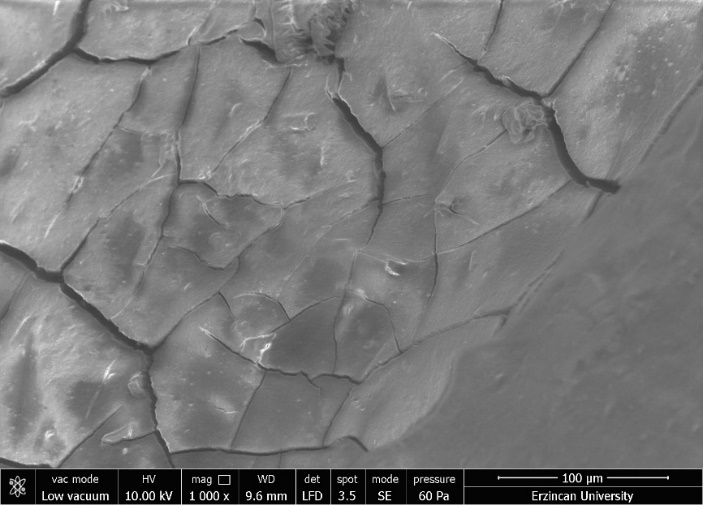 vac mode HV mag WD det spot mode pressure 100 µm
Low vacuum 10.00 kV 1 000 x 9.6 mm LFD 3.5 SE 60 Pa Erzincan University